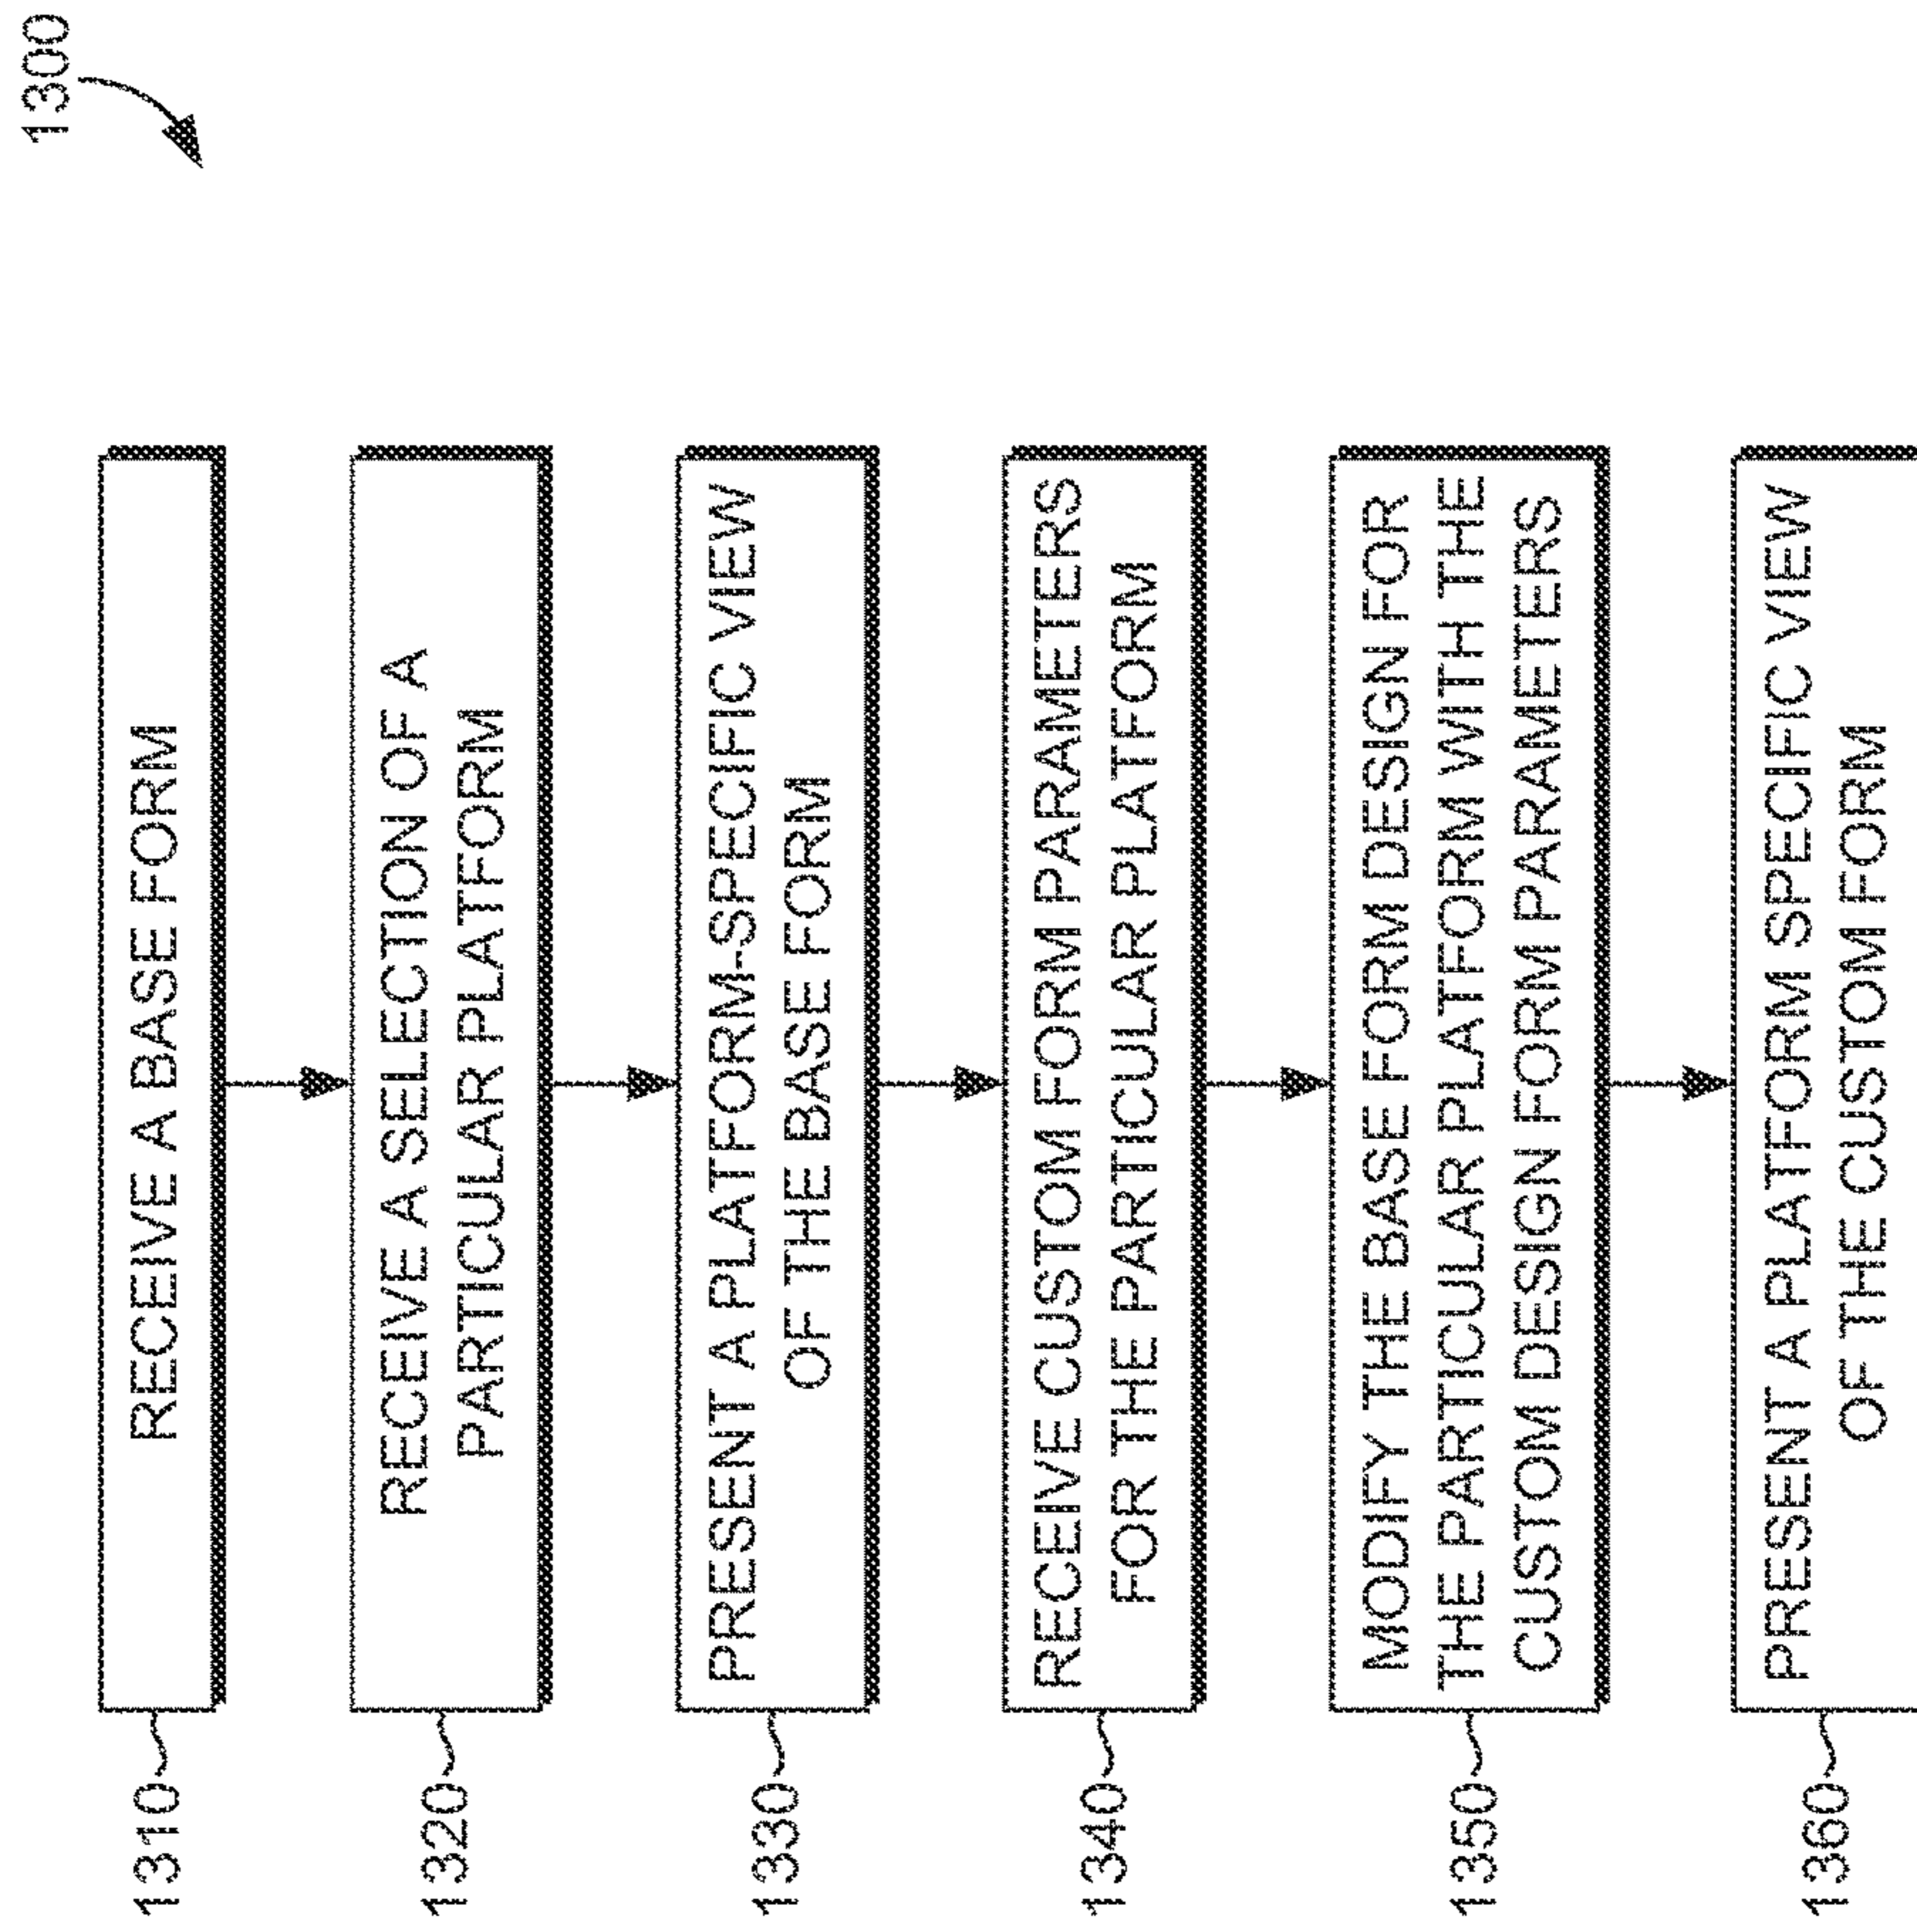 1300
1310
RECEIVE A BASE FORM
1320
RECEIVE A SELECTION OF A
PARTICULAR PLATFORM
1330
PRESENT A PLATFORM-SPECIFIC VIEW
OF THE BASE FORM
1340
RECEIVE CUSTOM FORM PARAMETERS
FOR THE PARTICULAR PLATFORM
1350
MODIFY THE BASE FORM DESIGN FOR
THE PARTICULAR PLATFORM WITH THE
CUSTOM DESIGN FORM PARAMETERS
1360
PRESENT A PLATFORM SPECIFIC VIEW
OF THE CUSTOM FORM